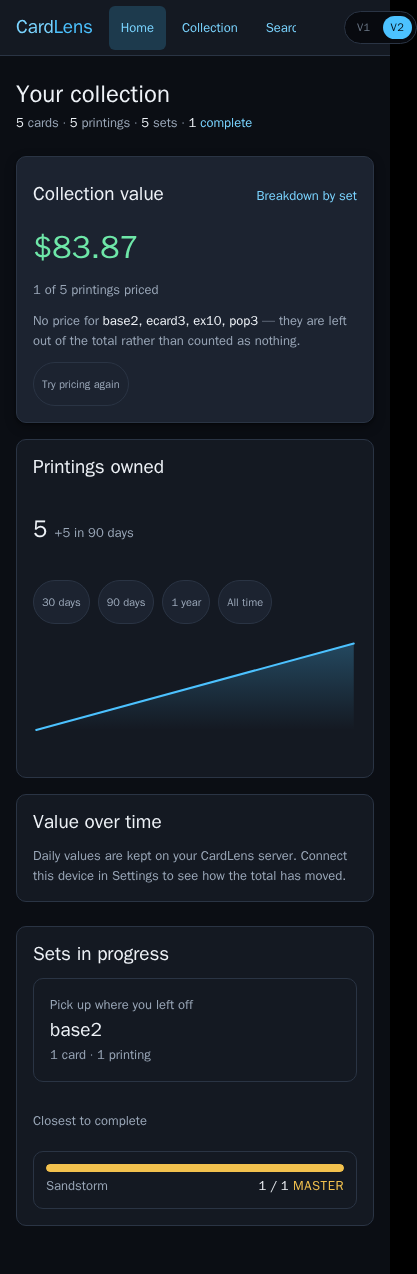 CardLens Home Collection Searc V1 V2
Your collection
5 cards · 5 printings · 5 sets · 1 complete
Collection value Breakdown by set
$83.87
1 of 5 printings priced
No price for base2, ecard3, ex10, pop3 — they are left
out of the total rather than counted as nothing.
Try pricing again
Printings owned
5 +5 in 90 days
30 days 90 days 1 year All time
Value over time
Daily values are kept on your CardLens server. Connect
this device in Settings to see how the total has moved.
Sets in progress
Pick up where you left off
base2
1 card · 1 printing
Closest to complete
Sandstorm 1 / 1 MASTER